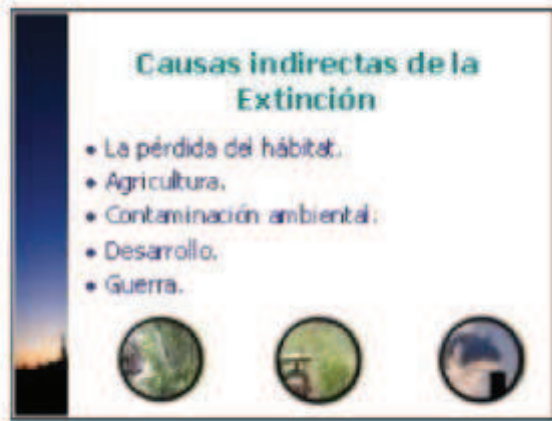 Causas indirectas de la
Extinción
• La pérdida del hábitat.
• Agricultura.
• Contaminación ambiental.
• Desarrollo.
• Guerra.